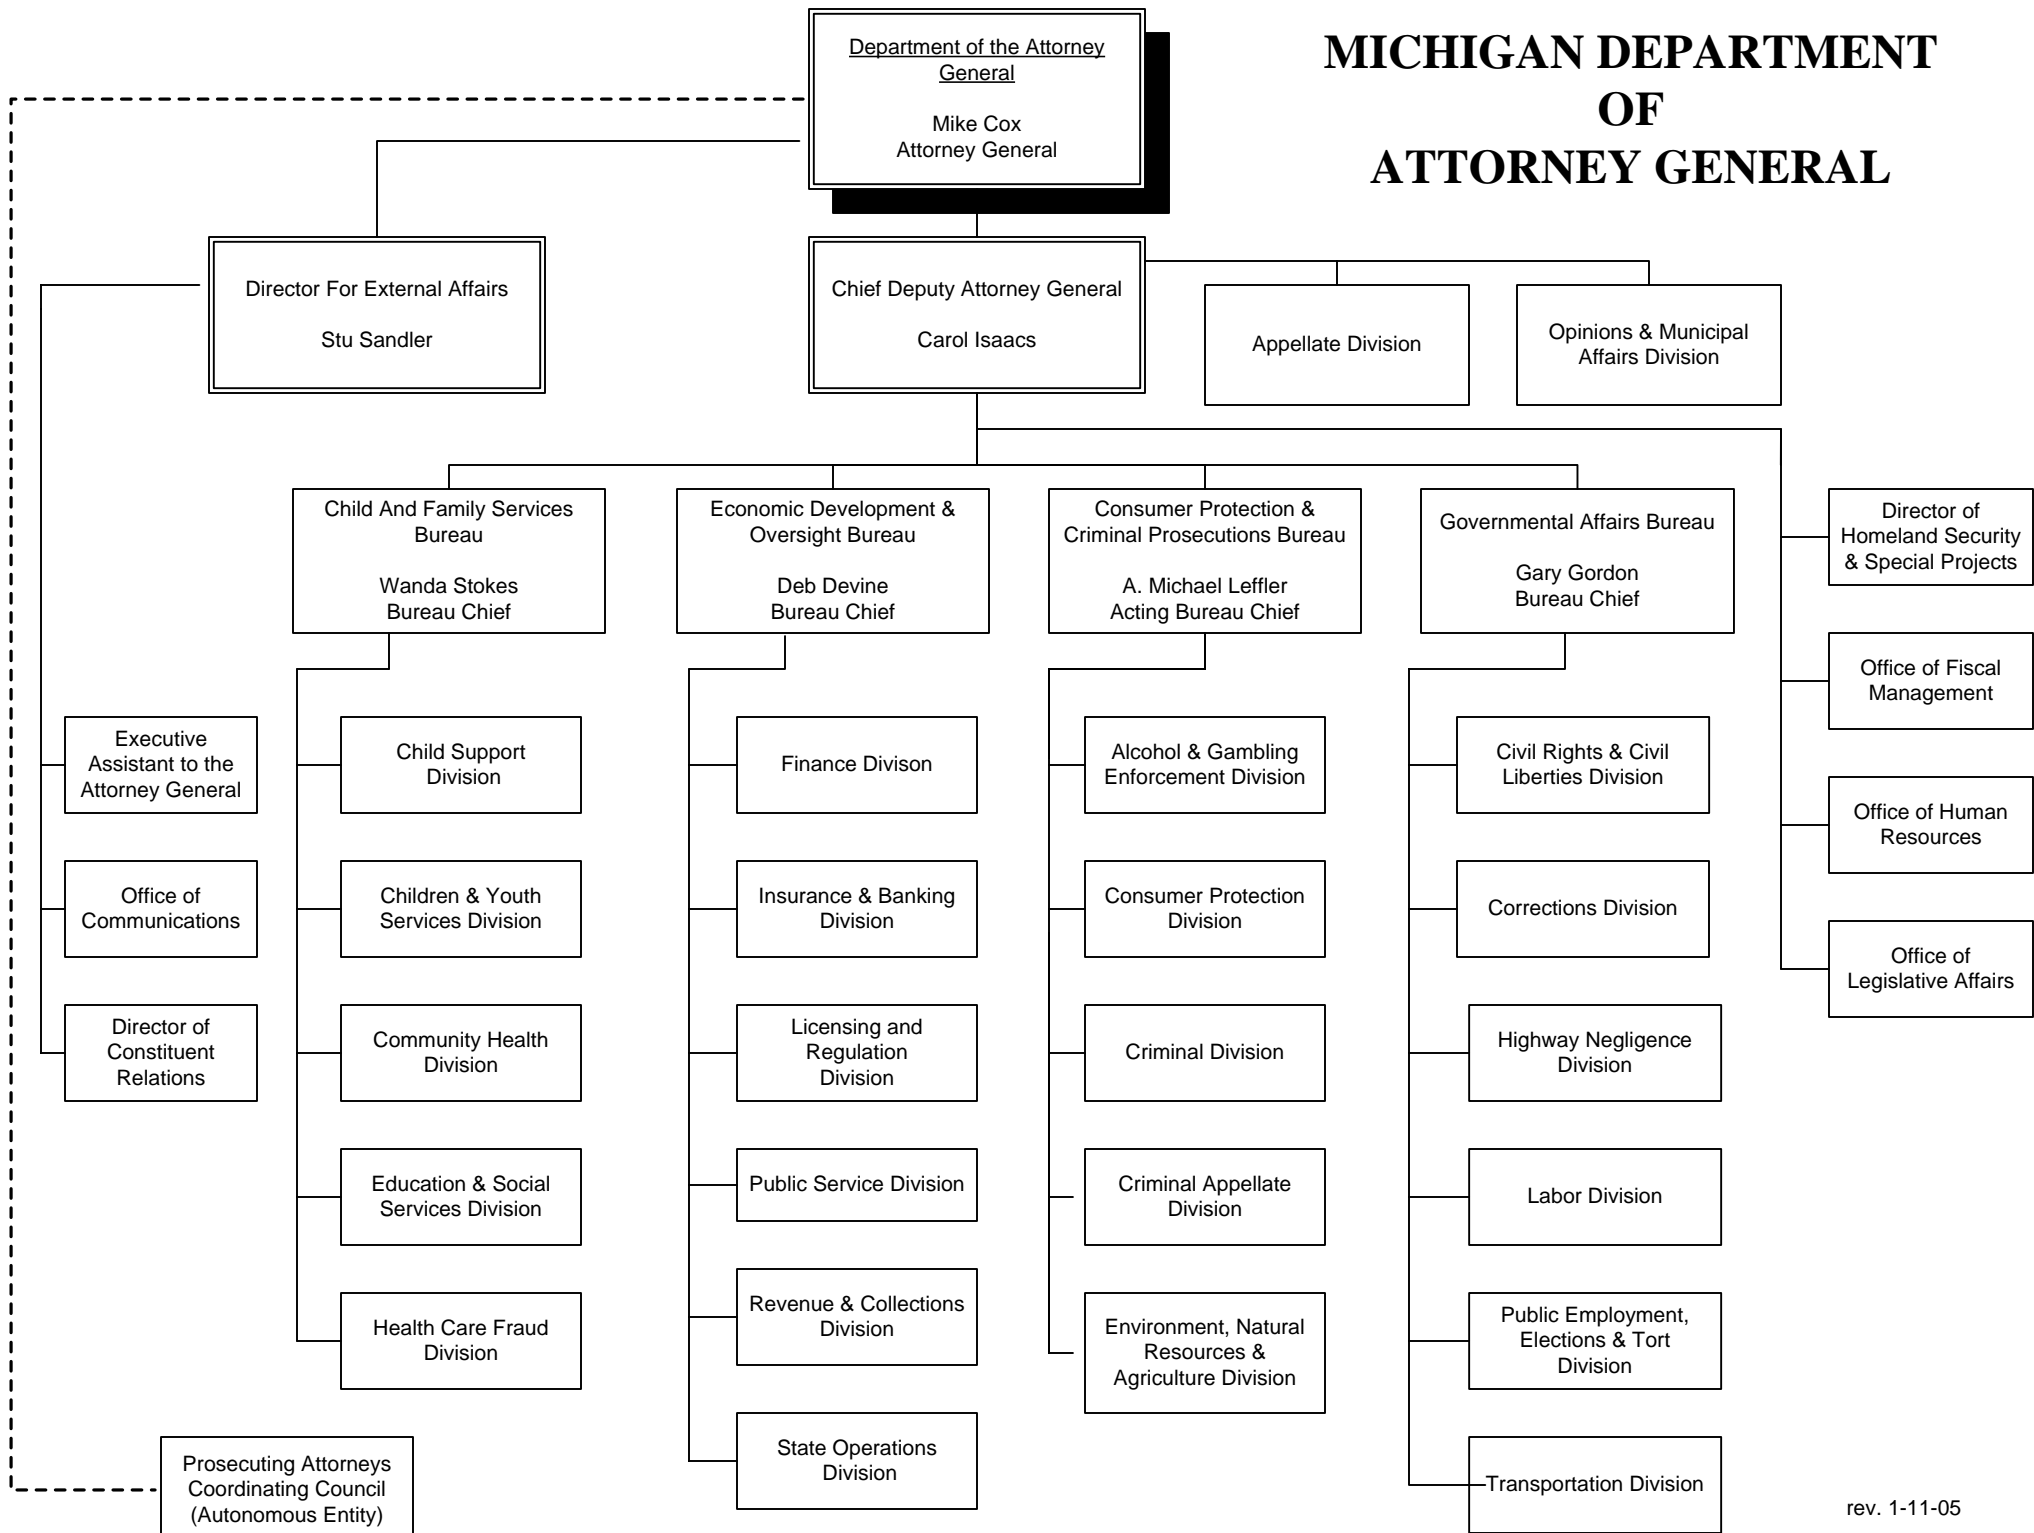 MICHIGAN DEPARTMENT
OF
ATTORNEY GENERAL
Department of the Attorney
General
Mike Cox
Attorney General
Director For External Affairs
Stu Sandler
Chief Deputy Attorney General
Carol Isaacs
Appellate Division
Opinions & Municipal
Affairs Division
Child And Family Services
Bureau
Wanda Stokes
Bureau Chief
Economic Development &
Oversight Bureau
Deb Devine
Bureau Chief
Consumer Protection &
Criminal Prosecutions Bureau
A. Michael Leffler
Acting Bureau Chief
Governmental Affairs Bureau
Gary Gordon
Bureau Chief
Director of
Homeland Security
& Special Projects
Office of Fiscal
Management
Office of Human
Resources
Office of
Legislative Affairs
Executive
Assistant to the
Attorney General
Office of
Communications
Director of
Constituent
Relations
Child Support
Division
Children & Youth
Services Division
Community Health
Division
Education & Social
Services Division
Health Care Fraud
Division
Finance Divison
Insurance & Banking
Division
Licensing and
Regulation
Division
Public Service Division
Revenue & Collections
Division
State Operations
Division
Alcohol & Gambling
Enforcement Division
Consumer Protection
Division
Criminal Division
Criminal Appellate
Division
Environment, Natural
Resources &
Agriculture Division
Civil Rights & Civil
Liberties Division
Corrections Division
Highway Negligence
Division
Labor Division
Public Employment,
Elections & Tort
Division
Transportation Division
Prosecuting Attorneys
Coordinating Council
(Autonomous Entity)
rev. 1-11-05